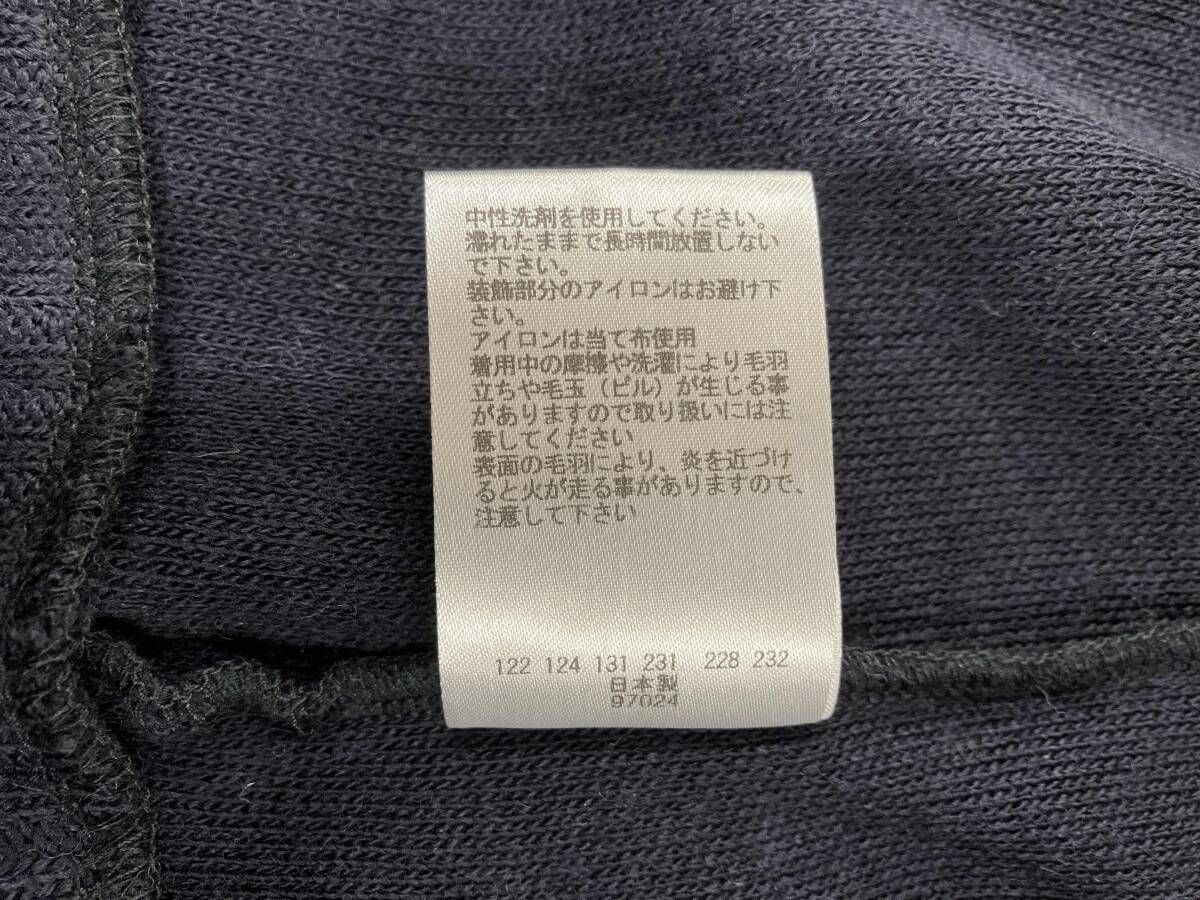 中性洗剤を使用してください。
濡れたままで長時間放置しない
で下さい。
装飾部分のアイロンはお避け下
さい。
アイロンは当て布使用
着用中の摩擦や洗濯により毛羽
立ちや毛玉（ピル）が生じる事
がありますので取り扱いには注
意してください
表面の毛羽により、炎を近づけ
ると火が走る事がありますので、
注意して下さい
122 124 131 231 228 232
日本製
97024